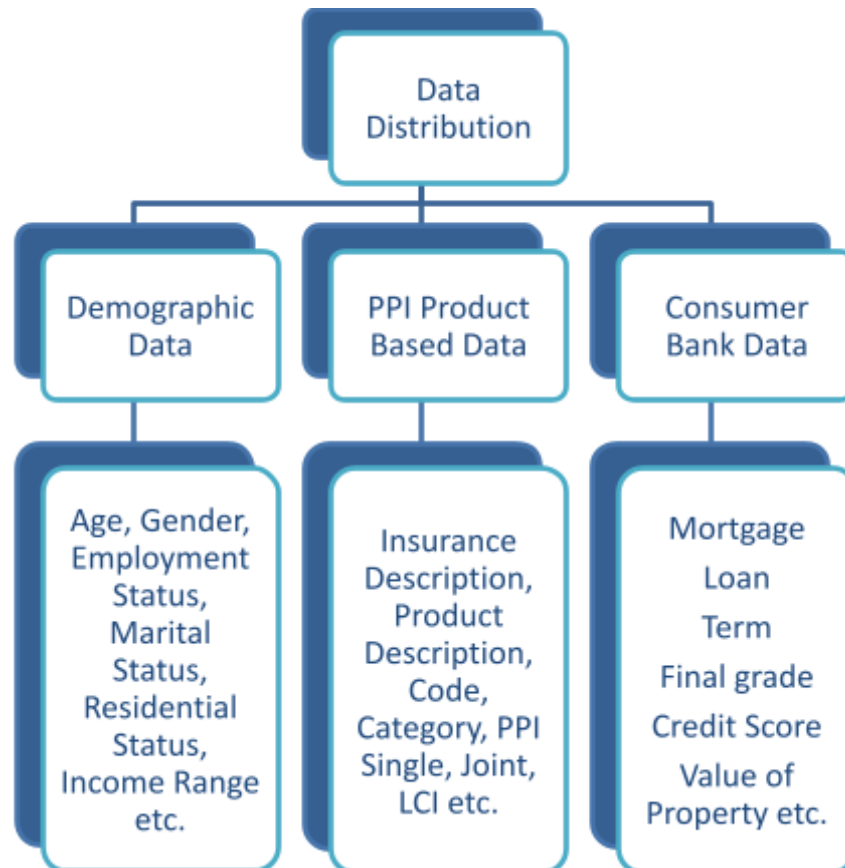 Data
Distribution
Demographic
Data
PPI Product
Based Data
Consumer
Bank Data
Age, Gender,
Employment
Status,
Marital
Status,
Residential
Status,
Income Range
etc.
Insurance
Description,
Product
Description,
Code,
Category, PPI
Single, Joint,
LCI etc.
Mortgage
Loan
Term
Final grade
Credit Score
Value of
Property etc.